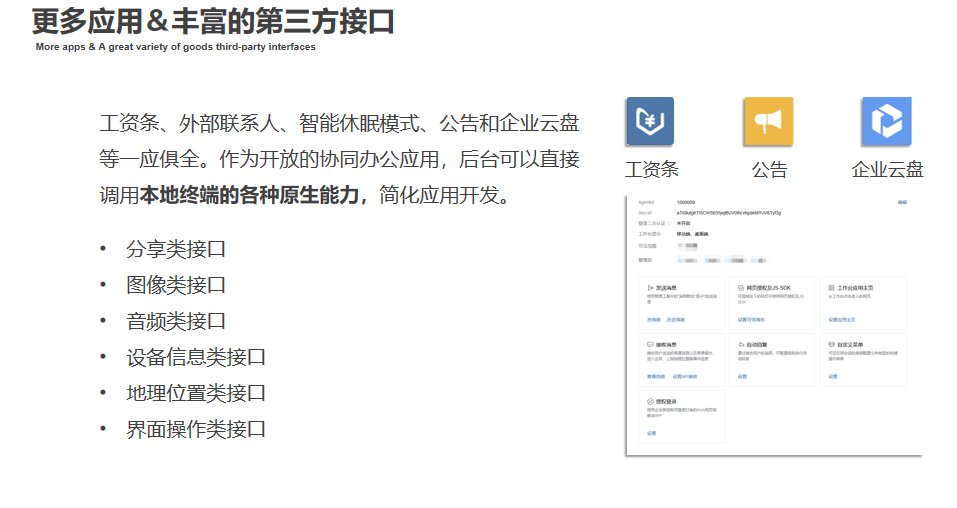 更多应用＆丰富的第三方接口
More apps & A great variety of goods third-party interfaces
工资条、外部联系人、智能休眠模式、公告和企业云盘
等一应俱全。作为开放的协同办公应用，后台可以直接
调用本地终端的各种原生能力，简化应用开发。
• 分享类接口
• 图像类接口
• 音频类接口
• 设备信息类接口
• 地理位置类接口
• 界面操作类接口
工资条 公告 企业云盘
AgentId 1000009 编辑
Secret
登录二次认证 未开启
工作台显示 移动端、桌面端
可见范围
管理员
发送消息 网页授权及JS-SDK 工作台应用主页
发消息 历史消息 设置可信域名 设置应用主页
接收消息 自动回复 自定义菜单
查看消息 设置API接收 设置 设置
授权登录
设置